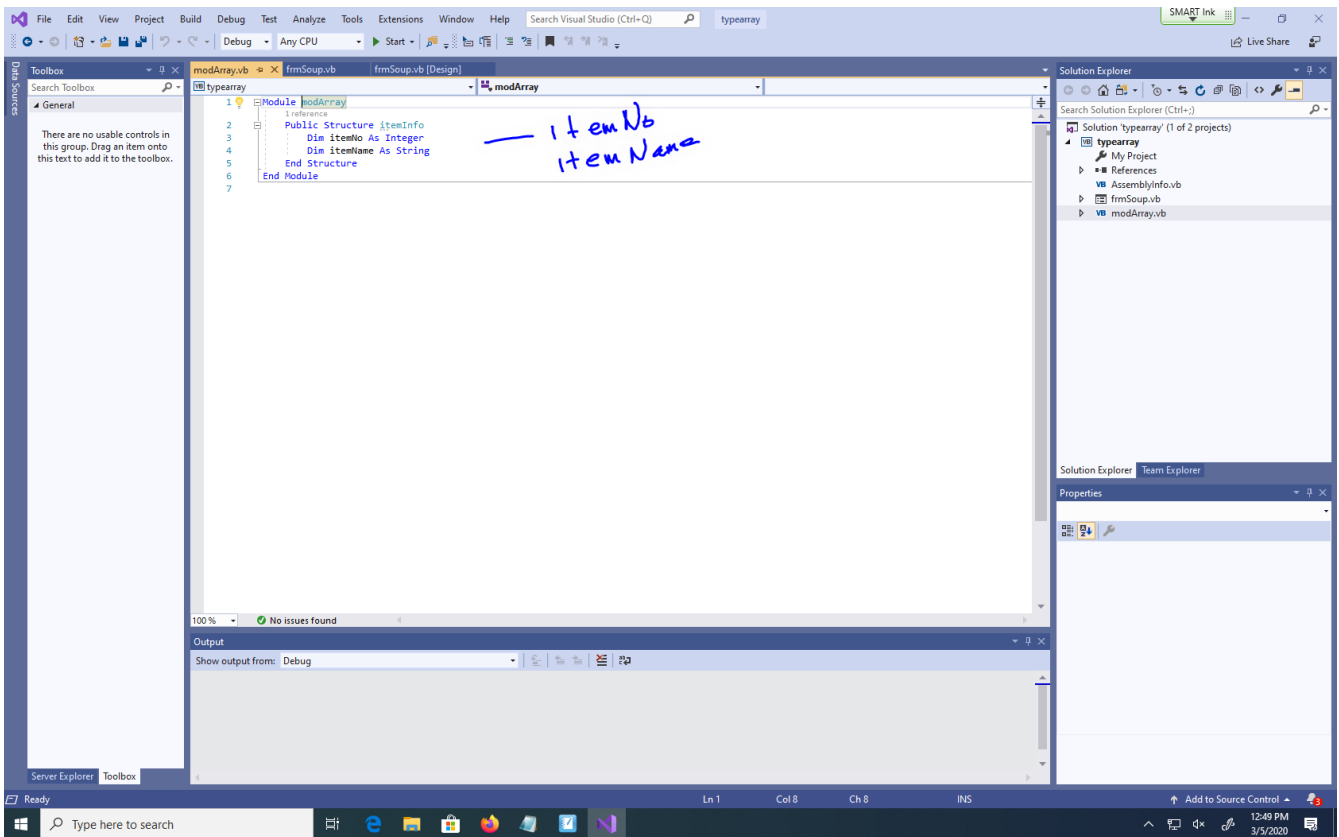 File Edit View Project Build Debug Test Analyze Tools Extensions Window Help Search Visual Studio (Ctrl+Q) typearray SMART Ink
Debug Any CPU Start Live Share
Data Sources
Toolbox
Search Toolbox
General
There are no usable controls in
this group. Drag an item onto
this text to add it to the toolbox.
Server Explorer Toolbox
modArray.vb frmSoup.vb frmSoup.vb [Design]
VB typearray modArray
1 Module modArray
1 reference
2 Public Structure itemInfo
3 Dim itemNo As Integer
4 Dim itemName As String
5 End Structure
6 End Module
7
itemNo
itemName
100 % No issues found
Output
Show output from: Debug
Solution Explorer
Search Solution Explorer (Ctrl+;)
Solution 'typearray' (1 of 2 projects)
VB typearray
My Project
References
VB AssemblyInfo.vb
frmSoup.vb
VB modArray.vb
Solution Explorer Team Explorer
Properties
Ready Ln 1 Col 8 Ch 8 INS Add to Source Control 3
Type here to search 12:49 PM
3/5/2020